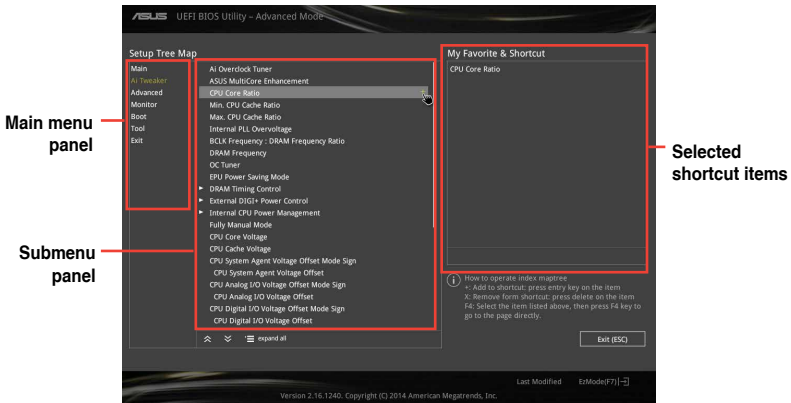 ASUS UEFI BIOS Utility – Advanced Mode
Setup Tree Map
Main
Ai Tweaker
Advanced
Monitor
Boot
Tool
Exit
Ai Overclock Tuner
ASUS MultiCore Enhancement
CPU Core Ratio
Min. CPU Cache Ratio
Max. CPU Cache Ratio
Internal PLL Overvoltage
BCLK Frequency : DRAM Frequency Ratio
DRAM Frequency
OC Tuner
EPU Power Saving Mode
DRAM Timing Control
External DIGI+ Power Control
Internal CPU Power Management
Fully Manual Mode
CPU Core Voltage
CPU Cache Voltage
CPU System Agent Voltage Offset Mode Sign
CPU System Agent Voltage Offset
CPU Analog I/O Voltage Offset Mode Sign
CPU Analog I/O Voltage Offset
CPU Digital I/O Voltage Offset Mode Sign
CPU Digital I/O Voltage Offset
expand all
My Favorite & Shortcut
CPU Core Ratio
How to operate index maptree
+: Add to shortcut: press entry key on the item
X: Remove form shortcut: press delete on the item
F4: Select the item listed above, then press F4 key to
go to the page directly.
Exit (ESC)
Last Modified
EzMode(F7)
Version 2.16.1240. Copyright (C) 2014 American Megatrends, Inc.
Main menu
panel
Submenu
panel
Selected
shortcut items